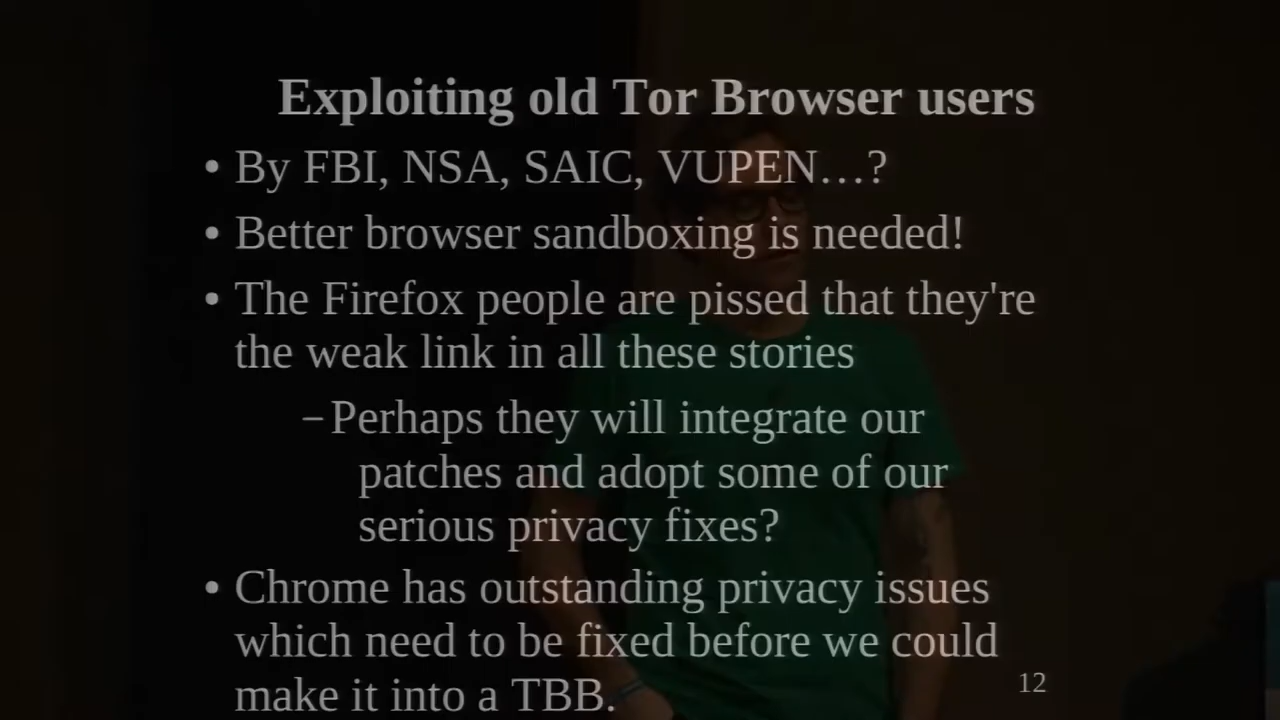 Exploiting old Tor Browser users
• By FBI, NSA, SAIC, VUPEN…?
• Better browser sandboxing is needed!
• The Firefox people are pissed that they're
the weak link in all these stories
–Perhaps they will integrate our
patches and adopt some of our
serious privacy fixes?
• Chrome has outstanding privacy issues
which need to be fixed before we could
make it into a TBB.
12